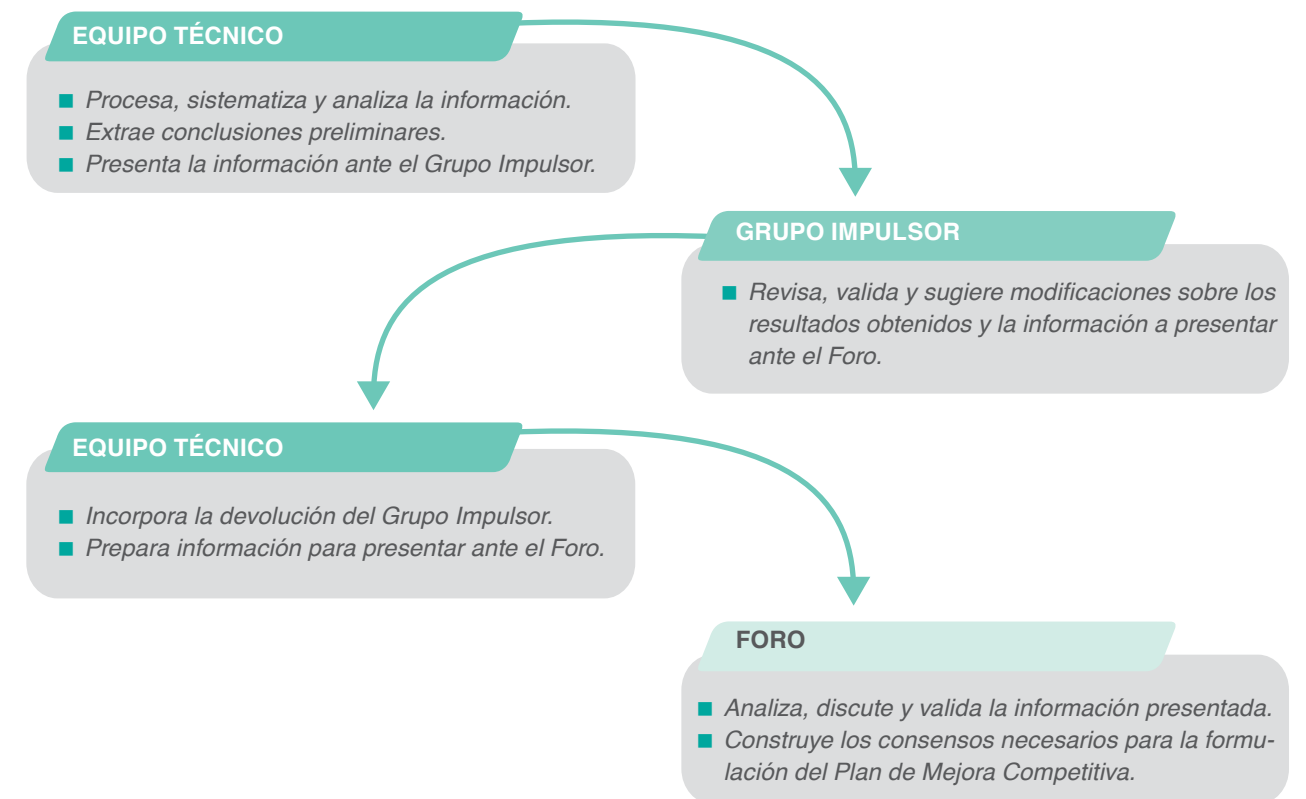 EQUIPO TÉCNICO
■ Procesa, sistematiza y analiza la información.
■ Extrae conclusiones preliminares.
■ Presenta la información ante el Grupo Impulsor.
GRUPO IMPULSOR
■ Revisa, valida y sugiere modificaciones sobre los
resultados obtenidos y la información a presentar
ante el Foro.
EQUIPO TÉCNICO
■ Incorpora la devolución del Grupo Impulsor.
■ Prepara información para presentar ante el Foro.
FORO
■ Analiza, discute y valida la información presentada.
■ Construye los consensos necesarios para la formu-
lación del Plan de Mejora Competitiva.